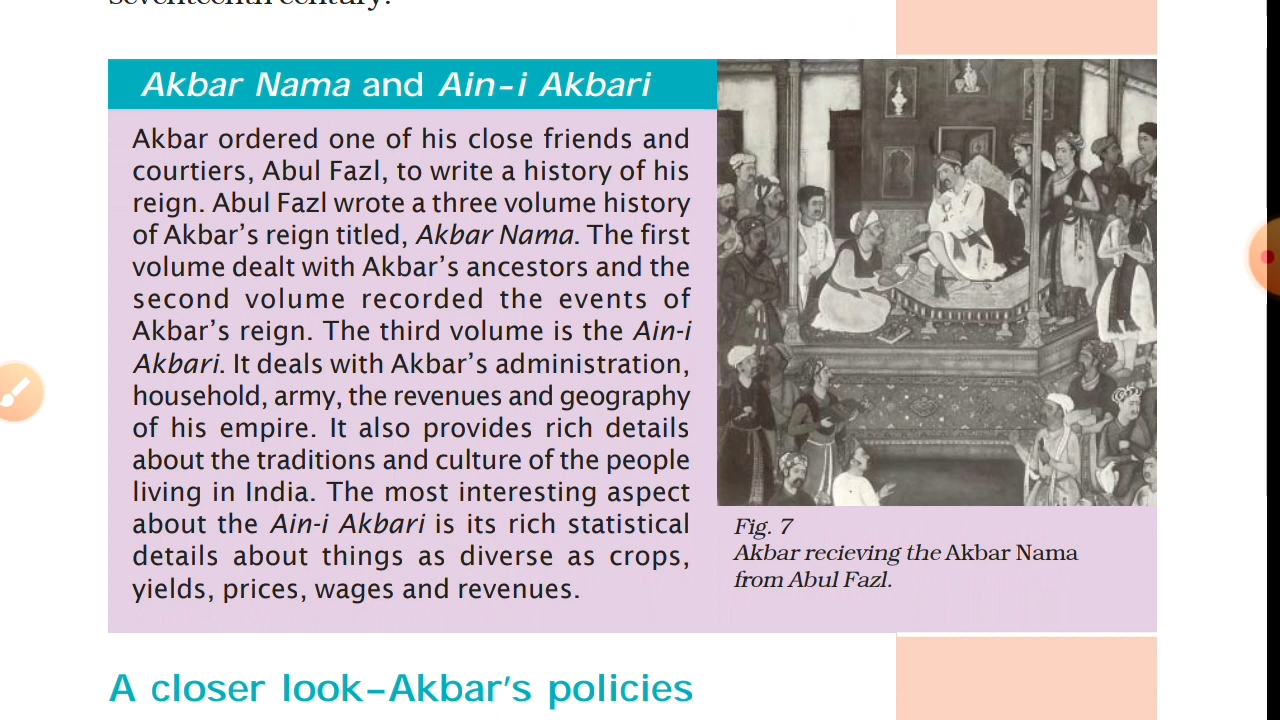 seventeenth century.
Akbar Nama and Ain-i Akbari
Akbar ordered one of his close friends and
courtiers, Abul Fazl, to write a history of his
reign. Abul Fazl wrote a three volume history
of Akbar’s reign titled, Akbar Nama. The first
volume dealt with Akbar’s ancestors and the
second volume recorded the events of
Akbar’s reign. The third volume is the Ain-i
Akbari. It deals with Akbar’s administration,
household, army, the revenues and geography
of his empire. It also provides rich details
about the traditions and culture of the people
living in India. The most interesting aspect
about the Ain-i Akbari is its rich statistical
details about things as diverse as crops,
yields, prices, wages and revenues.
Fig. 7
Akbar recieving the Akbar Nama
from Abul Fazl.
A closer look–Akbar’s policies